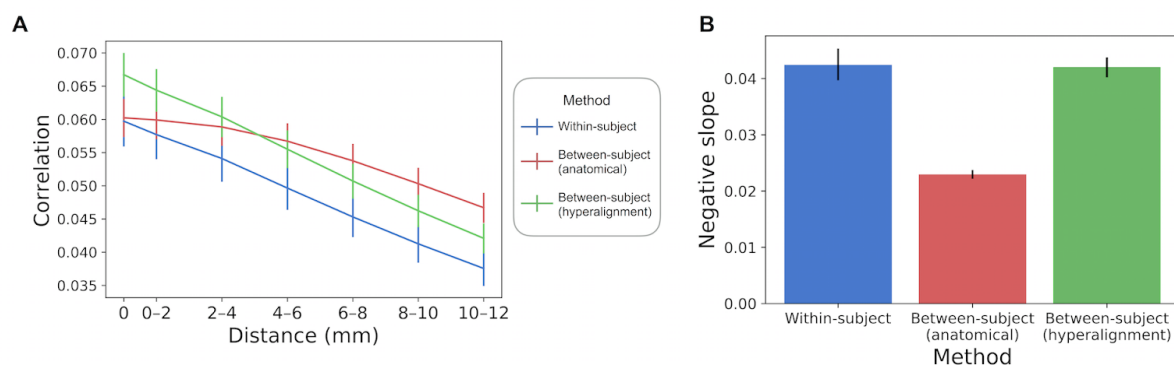 A
0.070
0.065
0.060
0.055
0.050
0.045
0.040
0.035
Correlation
0 0–2 2–4 4–6 6–8 8–10 10–12
Distance (mm)
Method
Within-subject
Between-subject
(anatomical)
Between-subject
(hyperalignment)
B
0.04
0.03
0.02
0.01
0.00
Negative slope
Within-subject Between-subject Between-subject
(anatomical) (hyperalignment)
Method